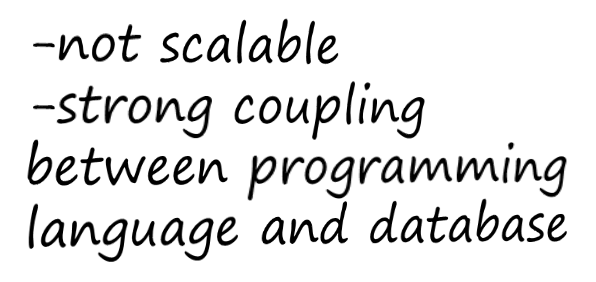 -not scalable
-strong coupling
between programming
language and database